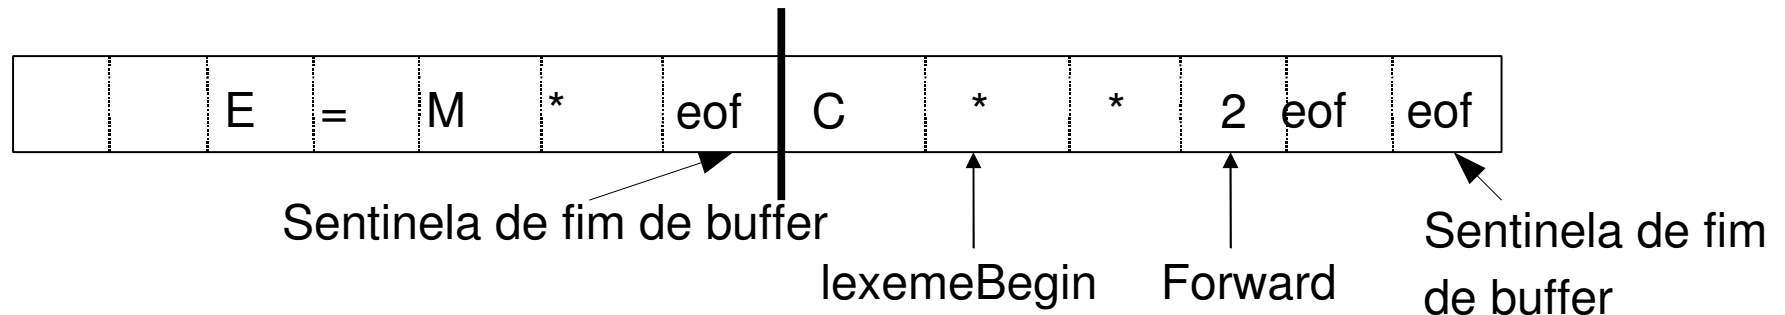 E = M * eof C * * 2 eof eof
Sentinela de fim de buffer
lexemeBegin
Forward
Sentinela de fim
de buffer